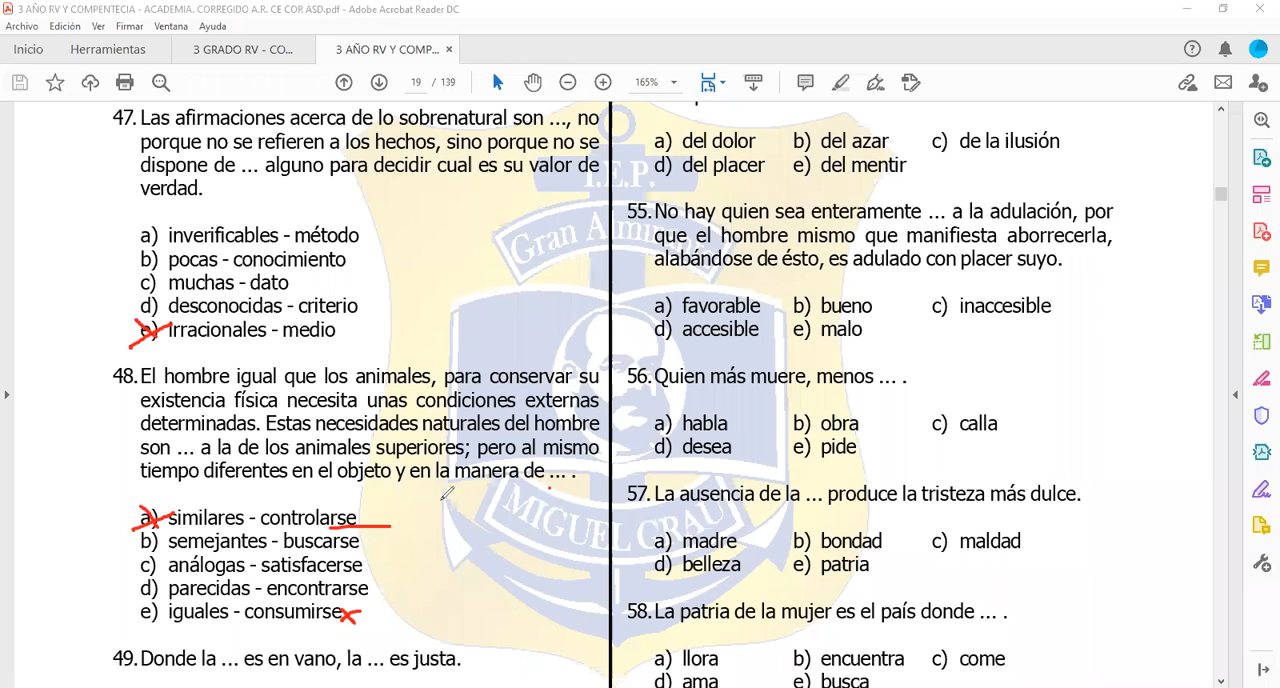 3 AÑO RV Y COMPENTECIA - ACADEMIA. CORREGIDO A.R. CE COR ASD.pdf - Adobe Acrobat Reader DC
Archivo Edición Ver Firmar Ventana Ayuda
Inicio Herramientas 3 GRADO RV - CO... 3 AÑO RV Y COMP... ×
19 / 139 165%
47. Las afirmaciones acerca de lo sobrenatural son ..., no
porque no se refieren a los hechos, sino porque no se
dispone de ... alguno para decidir cual es su valor de
verdad.
a) inverificables - método
b) pocas - conocimiento
c) muchas - dato
d) desconocidas - criterio
e) irracionales - medio
48. El hombre igual que los animales, para conservar su
existencia física necesita unas condiciones externas
determinadas. Estas necesidades naturales del hombre
son ... a la de los animales superiores; pero al mismo
tiempo diferentes en el objeto y en la manera de ... .
a) similares - controlarse
b) semejantes - buscarse
c) análogas - satisfacerse
d) parecidas - encontrarse
e) iguales - consumirse
49. Donde la ... es en vano, la ... es justa.
a) del dolor b) del azar c) de la ilusión
d) del placer e) del mentir
55. No hay quien sea enteramente ... a la adulación, por
que el hombre mismo que manifiesta aborrecerla,
alabándose de ésto, es adulado con placer suyo.
a) favorable b) bueno c) inaccesible
d) accesible e) malo
56. Quien más muere, menos ... .
a) habla b) obra c) calla
d) desea e) pide
57. La ausencia de la ... produce la tristeza más dulce.
a) madre b) bondad c) maldad
d) belleza e) patria
58. La patria de la mujer es el país donde ... .
a) llora b) encuentra c) come
d) ama e) busca
I.E.P.
Gran Almirante
MIGUEL GRAU